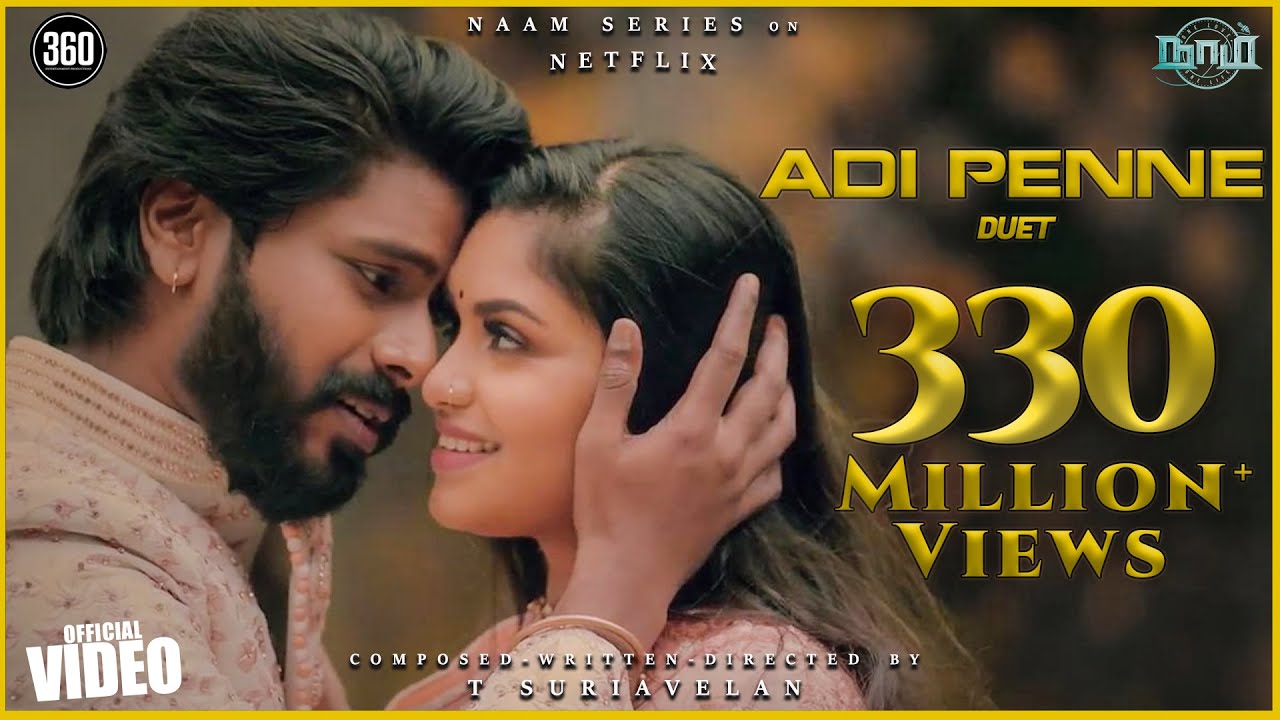 360
NAAM SERIES ON
NETFLIX
நாம்
ADI PENNE
DUET
330
MILLION+
VIEWS
OFFICIAL
VIDEO
COMPOSED-WRITTEN-DIRECTED BY
T SURIAVELAN